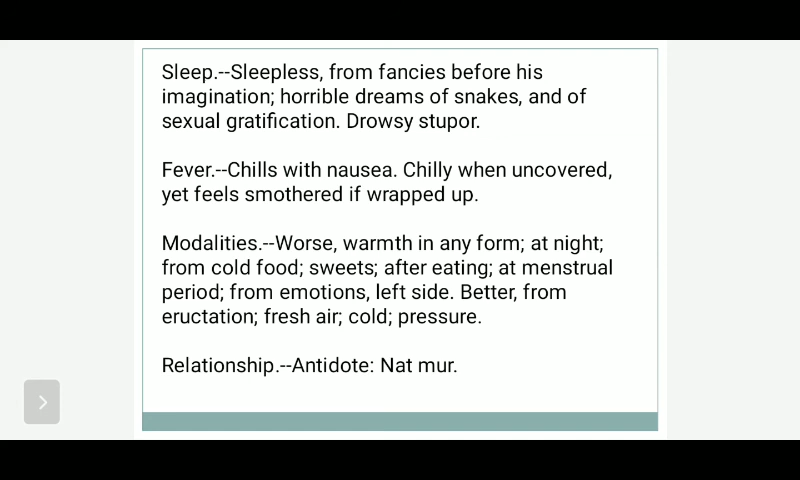 Sleep.--Sleepless, from fancies before his
imagination; horrible dreams of snakes, and of
sexual gratification. Drowsy stupor.
Fever.--Chills with nausea. Chilly when uncovered,
yet feels smothered if wrapped up.
Modalities.--Worse, warmth in any form; at night;
from cold food; sweets; after eating; at menstrual
period; from emotions, left side. Better, from
eructation; fresh air; cold; pressure.
Relationship.--Antidote: Nat mur.